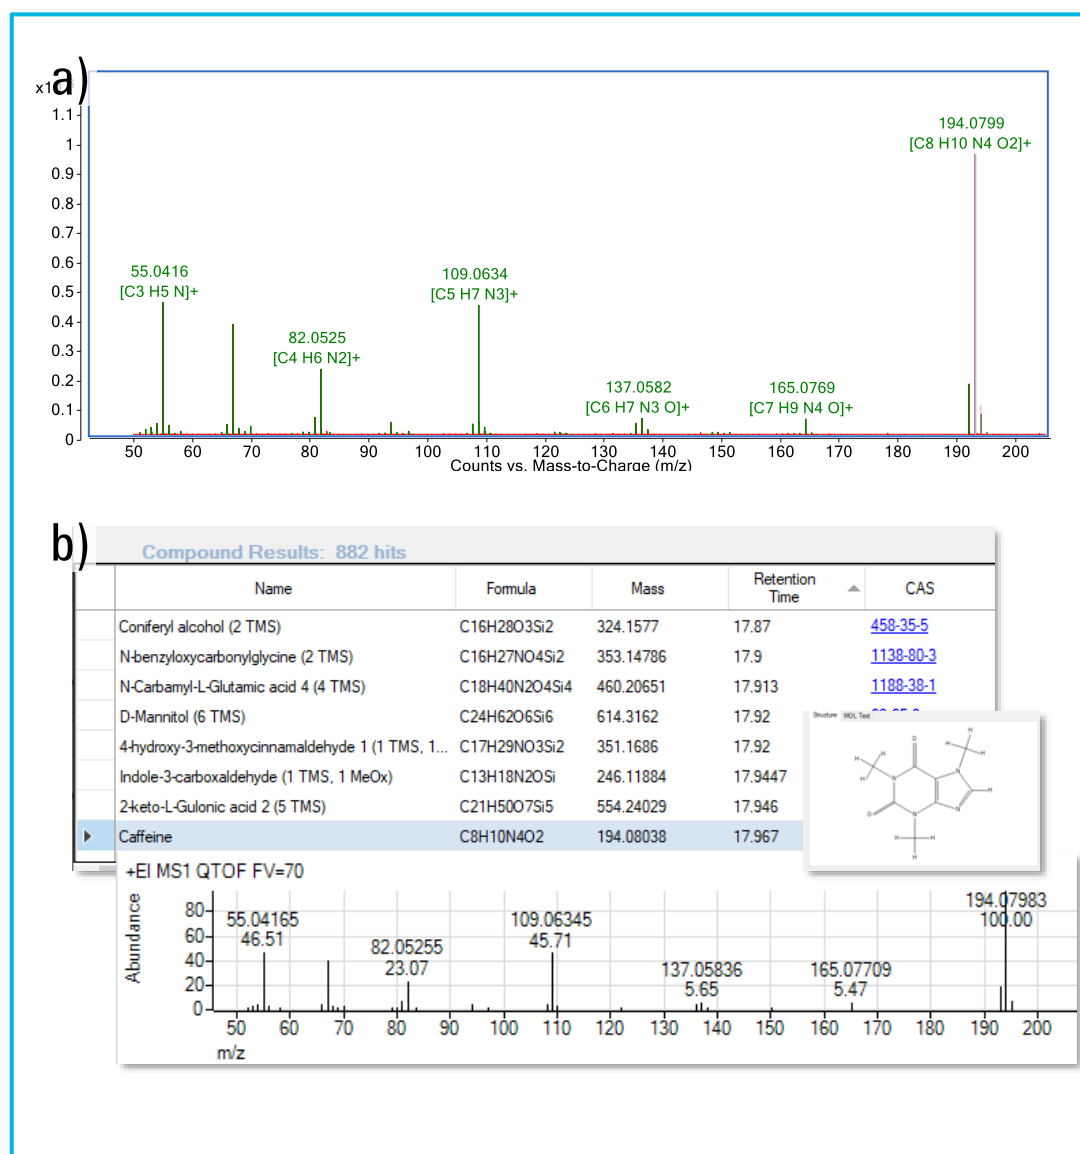 a)
x1
1.1
1
0.9
0.8
0.7
0.6
0.5
0.4
0.3
0.2
0.1
0
194.0799
[C8 H10 N4 O2]+
55.0416
[C3 H5 N]+
109.0634
[C5 H7 N3]+
82.0525
[C4 H6 N2]+
137.0582
[C6 H7 N3 O]+
165.0769
[C7 H9 N4 O]+
50 60 70 80 90 100 110 120 130 140 150 160 170 180 190 200
Counts vs. Mass-to-Charge (m/z)
b)
Compound Results: 882 hits
Name Formula Mass Retention Time CAS
Coniferyl alcohol (2 TMS) C16H28O3Si2 324.1577 17.87 458-35-5
N-benzyloxycarbonylglycine (2 TMS) C16H27NO4Si2 353.14786 17.9 1138-80-3
N-Carbamyl-L-Glutamic acid 4 (4 TMS) C18H40N2O4Si4 460.20651 17.913 1188-38-1
D-Mannitol (6 TMS) C24H62O6Si6 614.3162 17.92
4-hydroxy-3-methoxycinnamaldehyde 1 (1 TMS, 1... C17H29NO3Si2 351.1686 17.92
Indole-3-carboxaldehyde (1 TMS, 1 MeOx) C13H18N2OSi 246.11884 17.9447
2-keto-L-Gulonic acid 2 (5 TMS) C21H50O7Si5 554.24029 17.946
Caffeine C8H10N4O2 194.08038 17.967
Structure MOL Text
+EI MS1 QTOF FV=70
Abundance
80
60
40
20
0
55.04165
46.51
82.05255
23.07
109.06345
45.71
137.05836
5.65
165.07709
5.47
194.07983
100.00
50 60 70 80 90 100 110 120 130 140 150 160 170 180 190 200
m/z